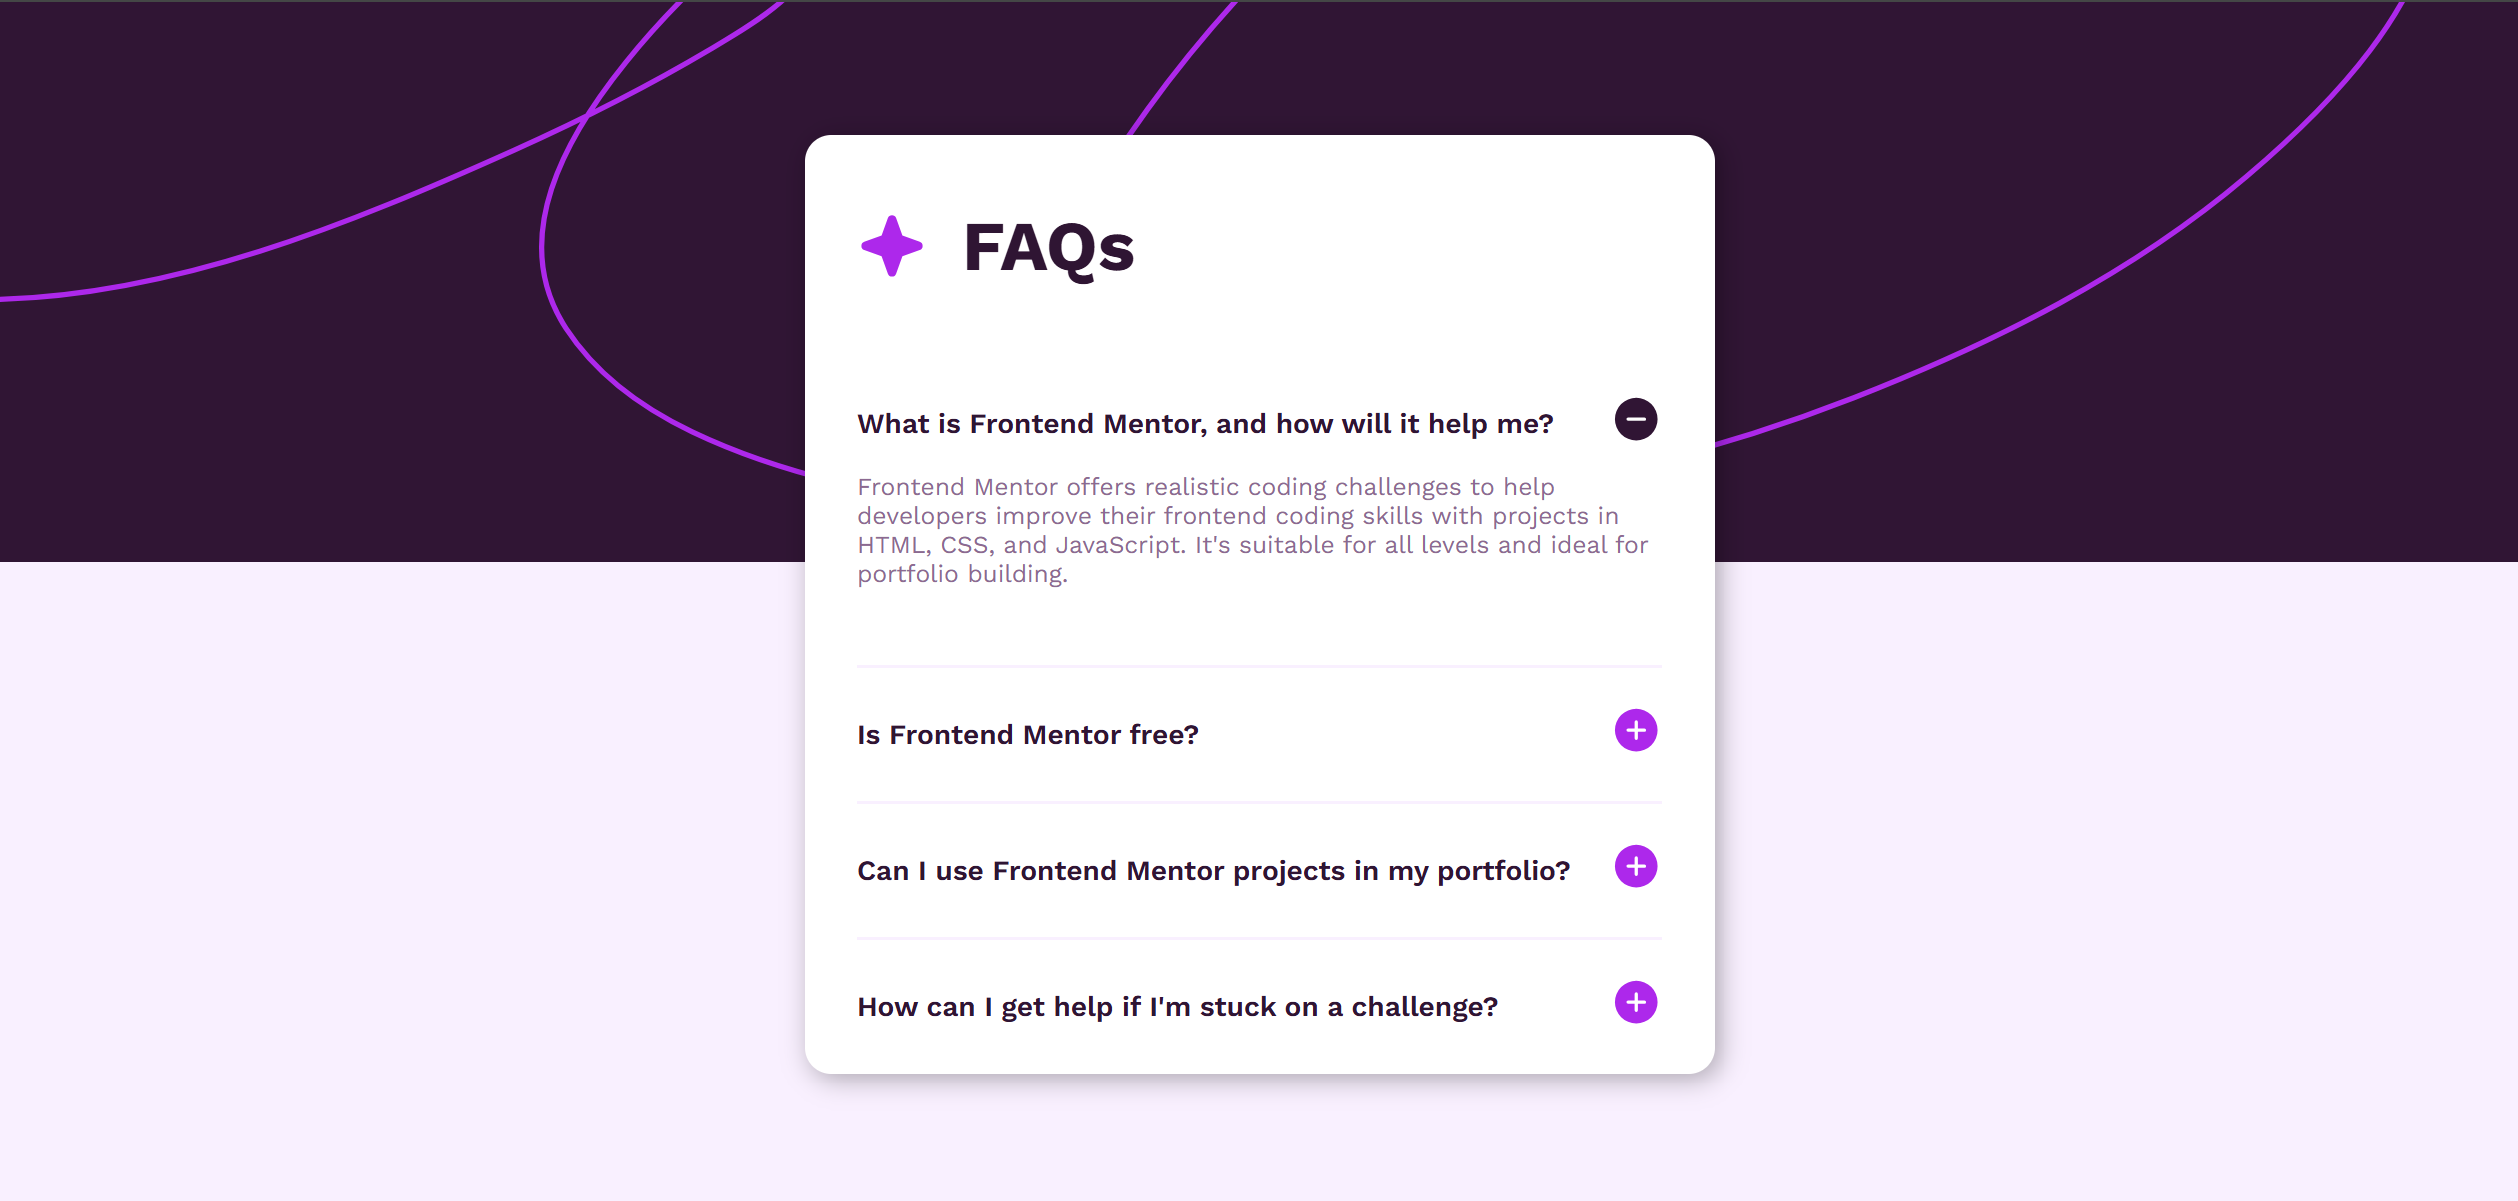 FAQs
What is Frontend Mentor, and how will it help me?
Frontend Mentor offers realistic coding challenges to help
developers improve their frontend coding skills with projects in
HTML, CSS, and JavaScript. It's suitable for all levels and ideal for
portfolio building.
Is Frontend Mentor free?
Can I use Frontend Mentor projects in my portfolio?
How can I get help if I'm stuck on a challenge?